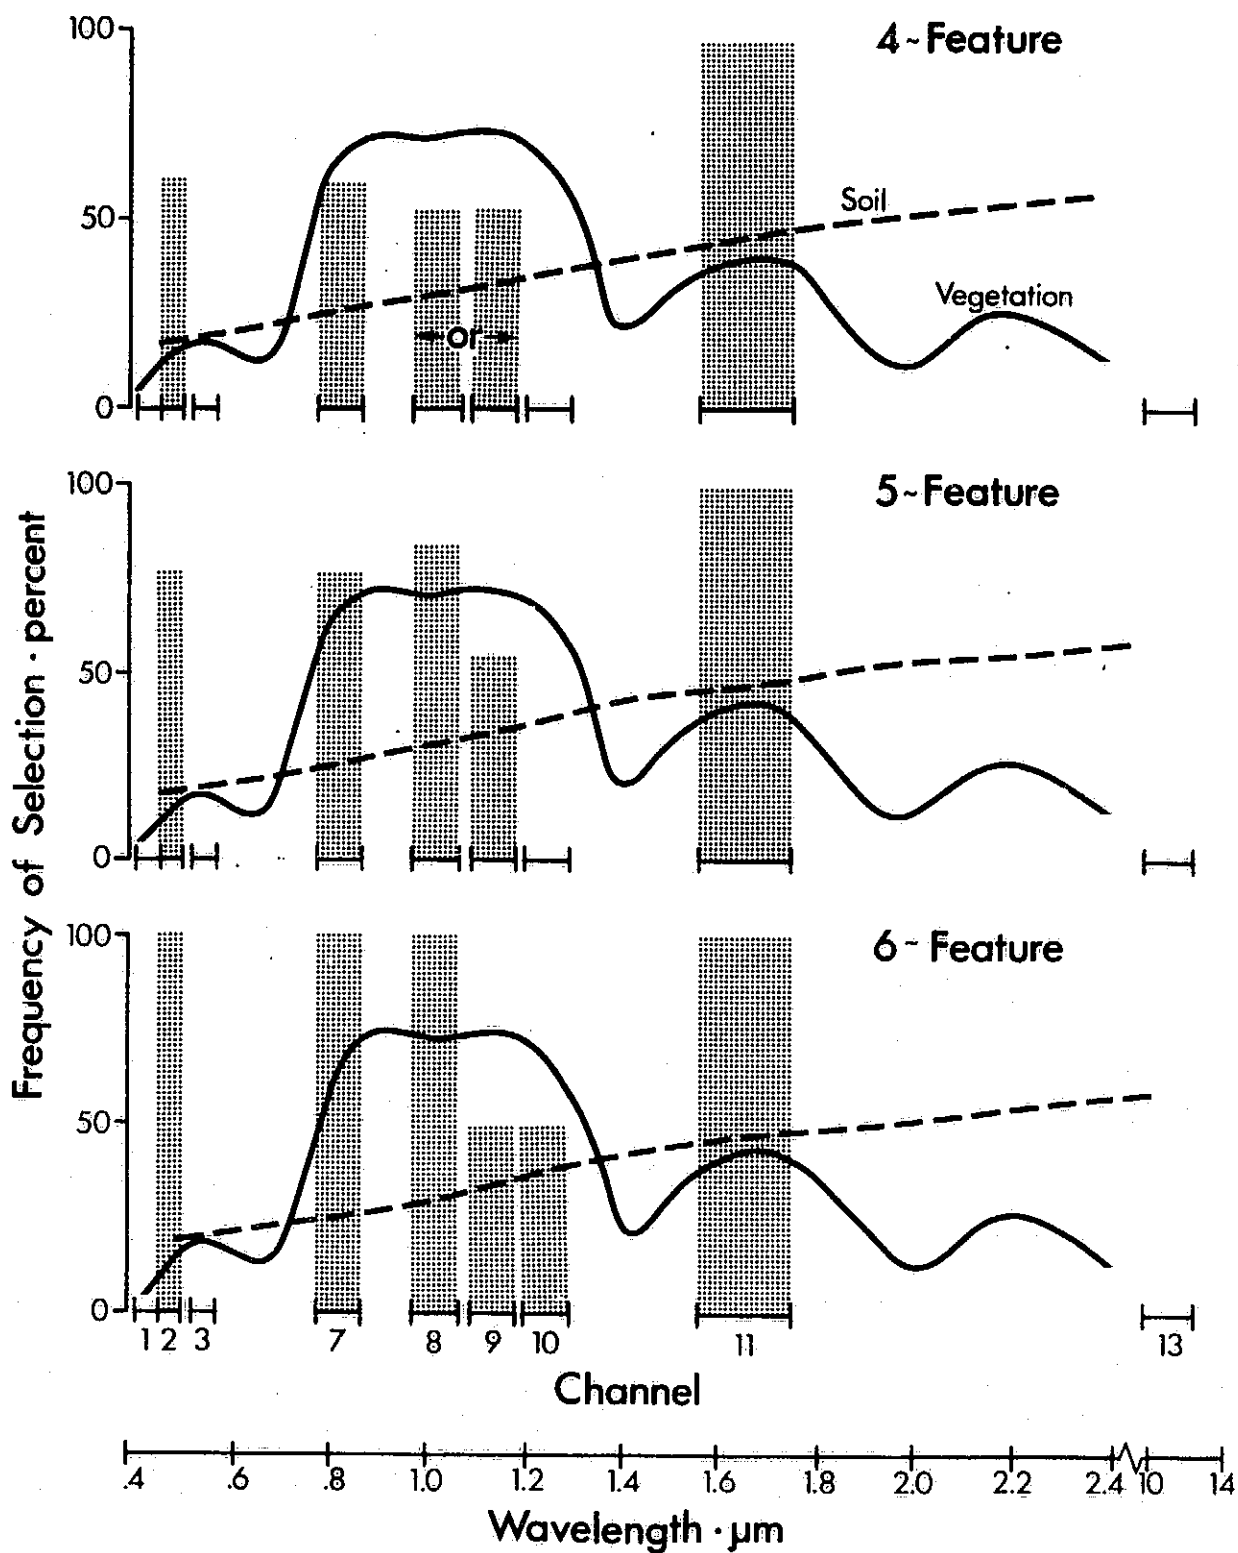 100
4~Feature
50
Soil
Vegetation
or
0
100
5~Feature
50
0
100
6~Feature
50
0
Frequency of Selection · percent
1 2 3 7 8 9 10 11 13
Channel
.4 .6 .8 1.0 1.2 1.4 1.6 1.8 2.0 2.2 2.4 10 14
Wavelength · µm